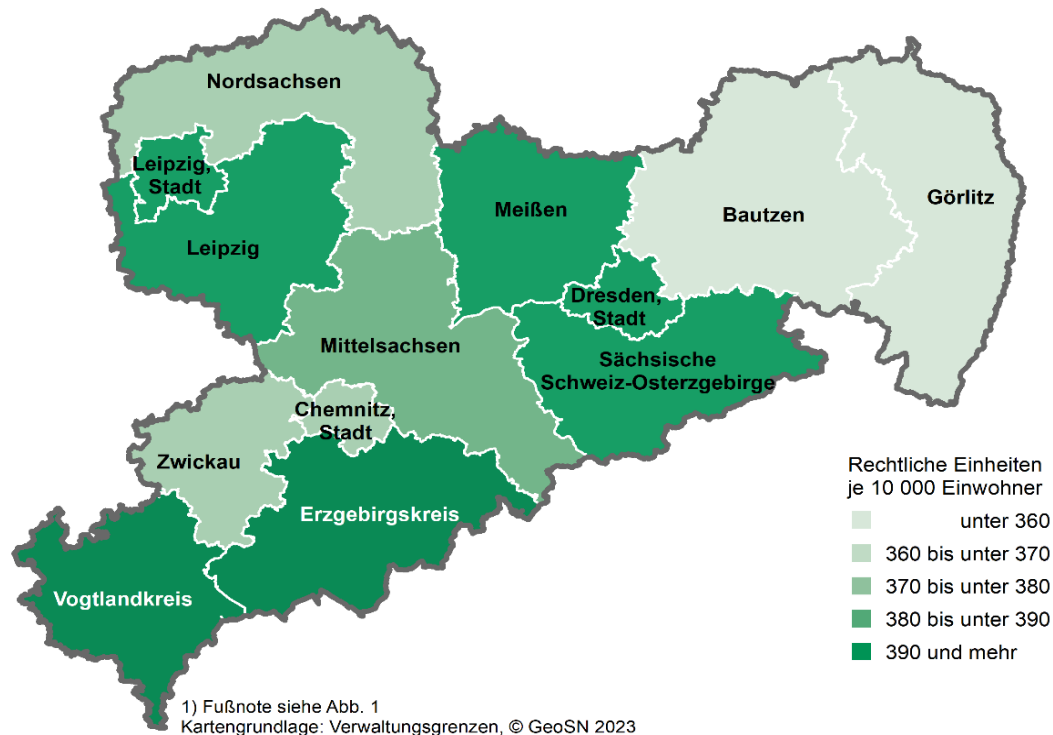 Nordsachsen
Leipzig,
Stadt
Leipzig
Meißen
Bautzen
Görlitz
Dresden,
Stadt
Mittelsachsen
Sächsische
Schweiz-Osterzgebirge
Chemnitz,
Stadt
Zwickau
Erzgebirgskreis
Vogtlandkreis
Rechtliche Einheiten
je 10 000 Einwohner
unter 360
360 bis unter 370
370 bis unter 380
380 bis unter 390
390 und mehr
1) Fußnote siehe Abb. 1
Kartengrundlage: Verwaltungsgrenzen, © GeoSN 2023